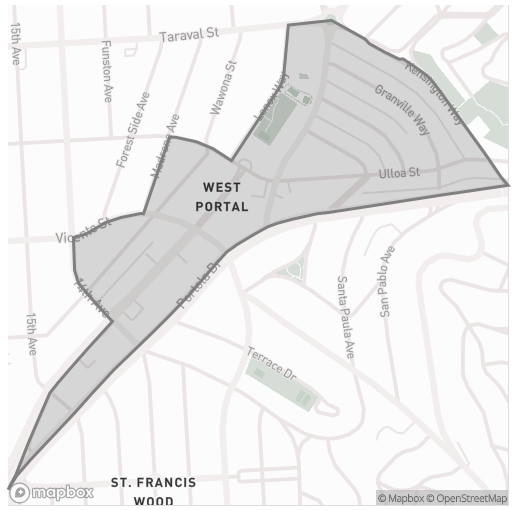 15th Ave
Taraval St
Funston Ave
Wawona St
Lenox Way
Kensington Way
Granville Way
Forest Side Ave
Madrone Ave
Ulloa St
WEST
PORTAL
Vicente St
14th Ave
Portola Dr
San Pablo Ave
Santa Paula Ave
15th Ave
Terrace Dr
ST. FRANCIS
WOOD
mapbox
© Mapbox © OpenStreetMap